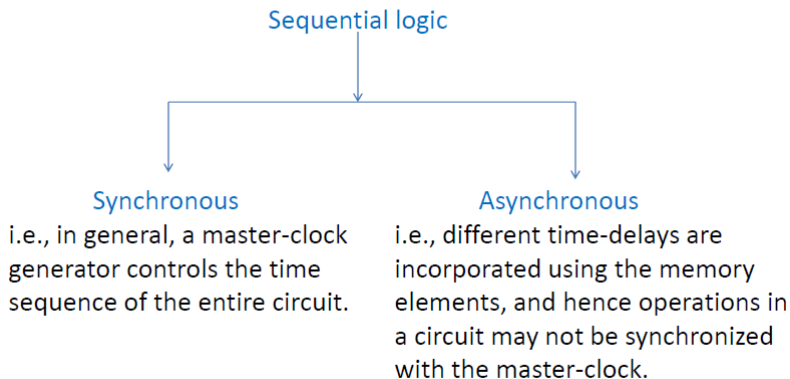 Sequential logic
Synchronous
i.e., in general, a master-clock
generator controls the time
sequence of the entire circuit.
Asynchronous
i.e., different time-delays are
incorporated using the memory
elements, and hence operations in
a circuit may not be synchronized
with the master-clock.